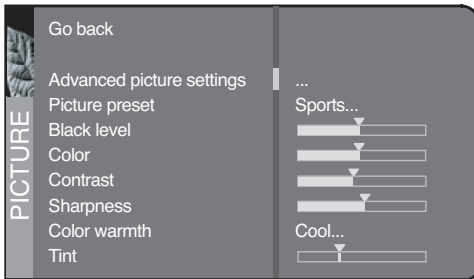 PICTURE
Go back
Advanced picture settings ...
Picture preset Sports...
Black level
Color
Contrast
Sharpness
Color warmth Cool...
Tint